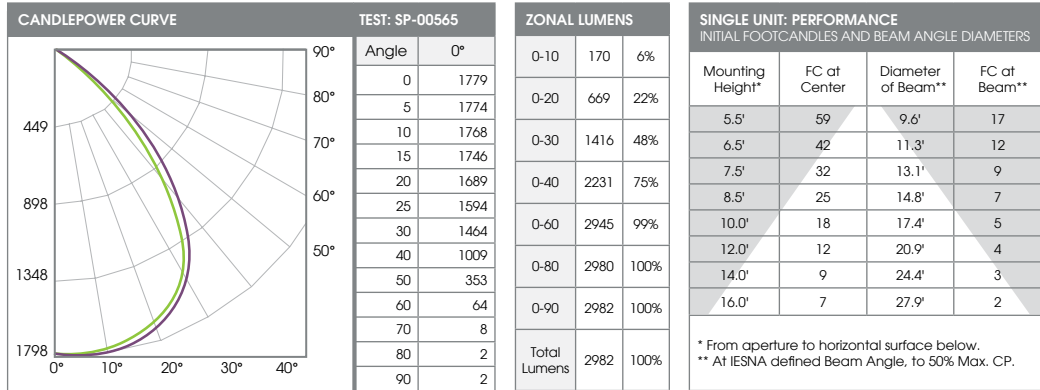 CANDLEPOWER CURVE
TEST: SP-00565
449
898
1348
1798
0° 10° 20° 30° 40°
90°
80°
70°
60°
50°
Angle 0°
0 1779
5 1774
10 1768
15 1746
20 1689
25 1594
30 1464
40 1009
50 353
60 64
70 8
80 2
90 2
ZONAL LUMENS
0-10 170 6%
0-20 669 22%
0-30 1416 48%
0-40 2231 75%
0-60 2945 99%
0-80 2980 100%
0-90 2982 100%
Total
Lumens 2982 100%
SINGLE UNIT: PERFORMANCE
INITIAL FOOTCANDLES AND BEAM ANGLE DIAMETERS
Mounting FC at Diameter FC at
Height* Center of Beam** Beam**
5.5' 59 9.6' 17
6.5' 42 11.3' 12
7.5' 32 13.1' 9
8.5' 25 14.8' 7
10.0' 18 17.4' 5
12.0' 12 20.9' 4
14.0' 9 24.4' 3
16.0' 7 27.9' 2
* From aperture to horizontal surface below.
** At IESNA defined Beam Angle, to 50% Max. CP.